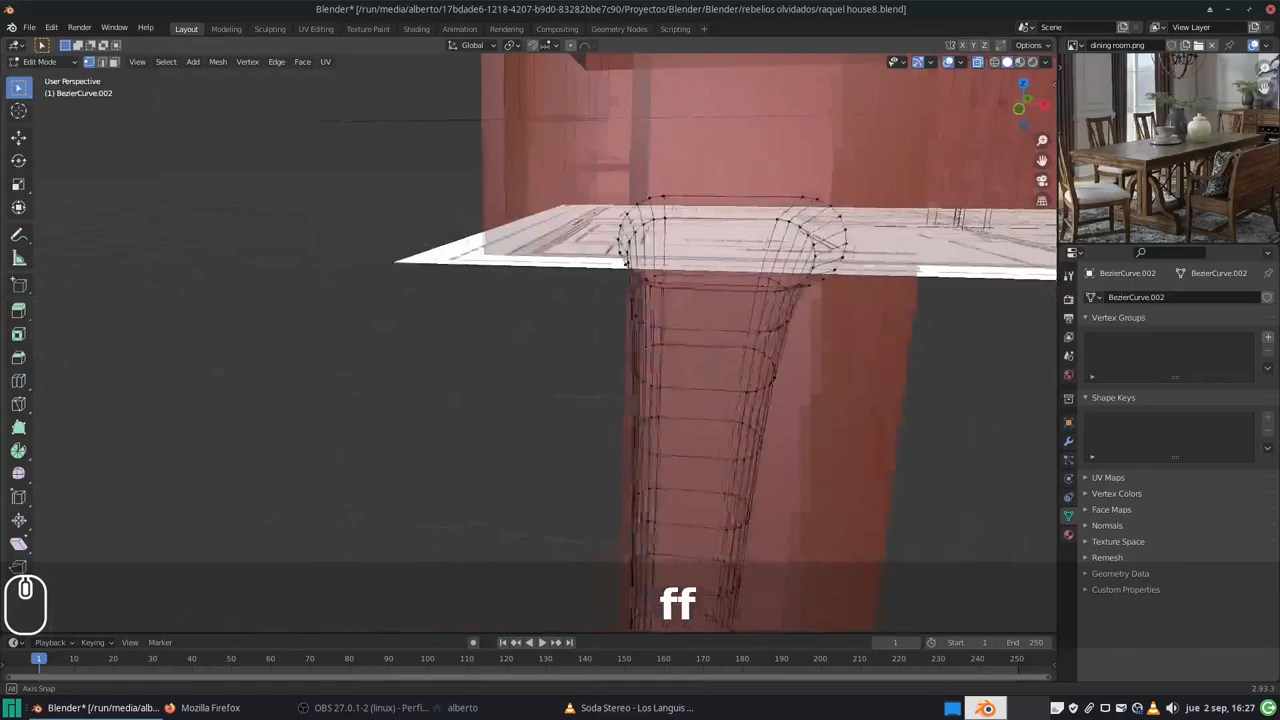 Blender* [/run/media/alberto/17bdad6e-1218-4207-b9d0-83282bbe7c90/Proyectos/Blender/Blender/rebelios olvidados/raquel house8.blend]
File Edit Render Window Help Layout Modeling Sculpting UV Editing Texture Paint Shading Animation Rendering Compositing Geometry Nodes Scripting Scene View Layer
Global X Y Z Options dining room.png
Edit Mode View Select Add Mesh Vertex Edge Face UV
User Perspective
(1) BezierCurve.002
BezierCurve.002 BezierCurve.002
BezierCurve.002
Vertex Groups
Shape Keys
UV Maps
Vertex Colors
Face Maps
Normals
Texture Space
Remesh
Geometry Data
Custom Properties
ff
Playback Keying View Marker 1 Start 1 End 250
1 10 20 30 40 50 60 70 80 90 100 110 120 130 140 150 160 170 180 190 200 210 220 230 240 250
Axis Snap 2.93.3
Blender* [/run/media/alb... Mozilla Firefox OBS 27.0.1-2 (linux) - Perfi... alberto Soda Stereo - Los Languis ... jue 2 sep, 16:27